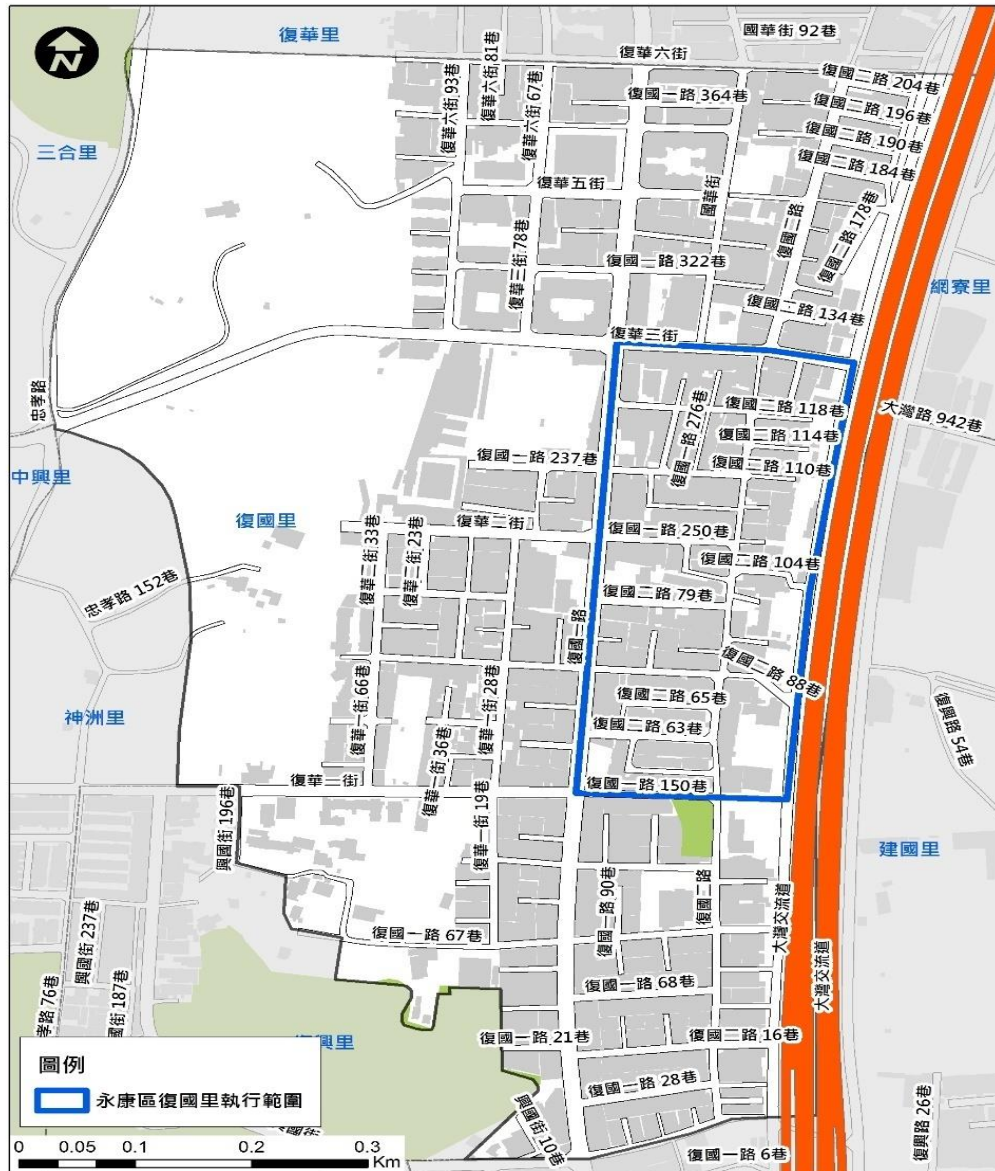 復華里
國華街 92巷
復華六街
復國二路 204巷
復國二路 196巷
復國二路 190巷
復國二路 184巷
復國二路 178巷
復華六街 93巷
復華六街 81巷
復華六街 67巷
復國一路 364巷
三合里
復華五街
國華街
復國二路
復華三街 78巷
復國一路 322巷
網寮里
復國二路 134巷
復華三街
忠孝路
大灣路 942巷
復國二路 118巷
復國一路 276巷
復國二路 114巷
復國二路 110巷
復國一路 237巷
中興里
復國里
復華二街
復國一路 250巷
復華二街 33巷
復華二街 23巷
復國二路 104巷
忠孝路 152巷
復國二路 79巷
復國一路
復國二路 88巷
神洲里
復華一街 66巷
復華一街 28巷
復華一街 36巷
復國二路 65巷
復國二路 63巷
復興路 54巷
復華一街
復國一路 150巷
興國街 196巷
復華一街 19巷
建國里
復國一路 90巷
復國二路
大灣交流道
大灣交流道
興國街 237巷
復國一路 67巷
復國一路 68巷
孝路 76巷
國街 187巷
興里
復國一路 21巷
復國二路 16巷
圖例
永康區復國里執行範圍
復國一路 28巷
興國街 10巷
復興路 26巷
復國一路 6巷
0 0.05 0.1 0.2 0.3
Km
N